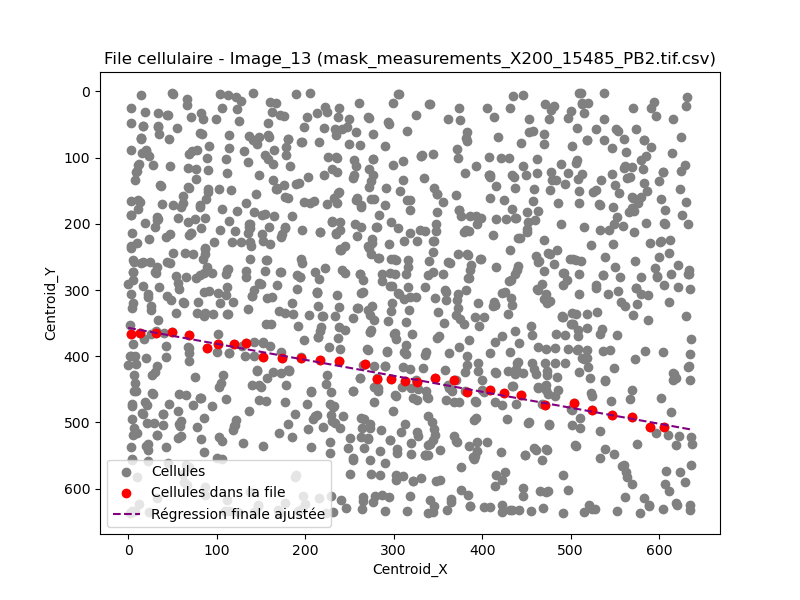 File cellulaire - Image_13 (mask_measurements_X200_15485_PB2.tif.csv)
0
100
200
300
400
500
600
Centroid_Y
Cellules
Cellules dans la file
Régression finale ajustée
0 100 200 300 400 500 600
Centroid_X